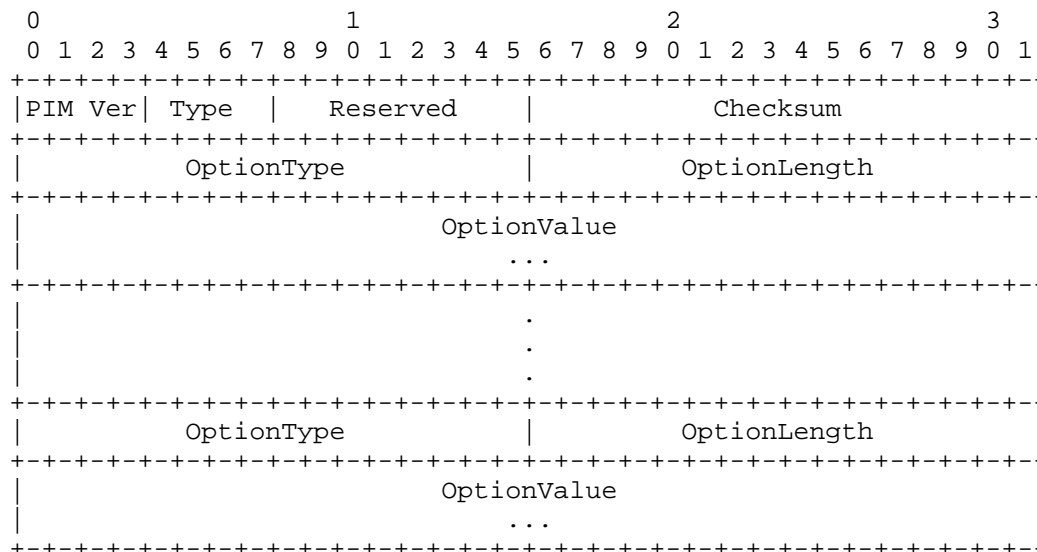 0                   1                   2                   3
 0 1 2 3 4 5 6 7 8 9 0 1 2 3 4 5 6 7 8 9 0 1 2 3 4 5 6 7 8 9 0 1
+-+-+-+-+-+-+-+-+-+-+-+-+-+-+-+-+-+-+-+-+-+-+-+-+-+-+-+-+-+-+-+-
|PIM Ver| Type  |   Reserved    |           Checksum
+-+-+-+-+-+-+-+-+-+-+-+-+-+-+-+-+-+-+-+-+-+-+-+-+-+-+-+-+-+-+-+-
|          OptionType           |         OptionLength
+-+-+-+-+-+-+-+-+-+-+-+-+-+-+-+-+-+-+-+-+-+-+-+-+-+-+-+-+-+-+-+-
|                          OptionValue
|                              ...
+-+-+-+-+-+-+-+-+-+-+-+-+-+-+-+-+-+-+-+-+-+-+-+-+-+-+-+-+-+-+-+-
|                               .
|                               .
|                               .
+-+-+-+-+-+-+-+-+-+-+-+-+-+-+-+-+-+-+-+-+-+-+-+-+-+-+-+-+-+-+-+-
|          OptionType           |         OptionLength
+-+-+-+-+-+-+-+-+-+-+-+-+-+-+-+-+-+-+-+-+-+-+-+-+-+-+-+-+-+-+-+-
|                          OptionValue
|                              ...
+-+-+-+-+-+-+-+-+-+-+-+-+-+-+-+-+-+-+-+-+-+-+-+-+-+-+-+-+-+-+-+-